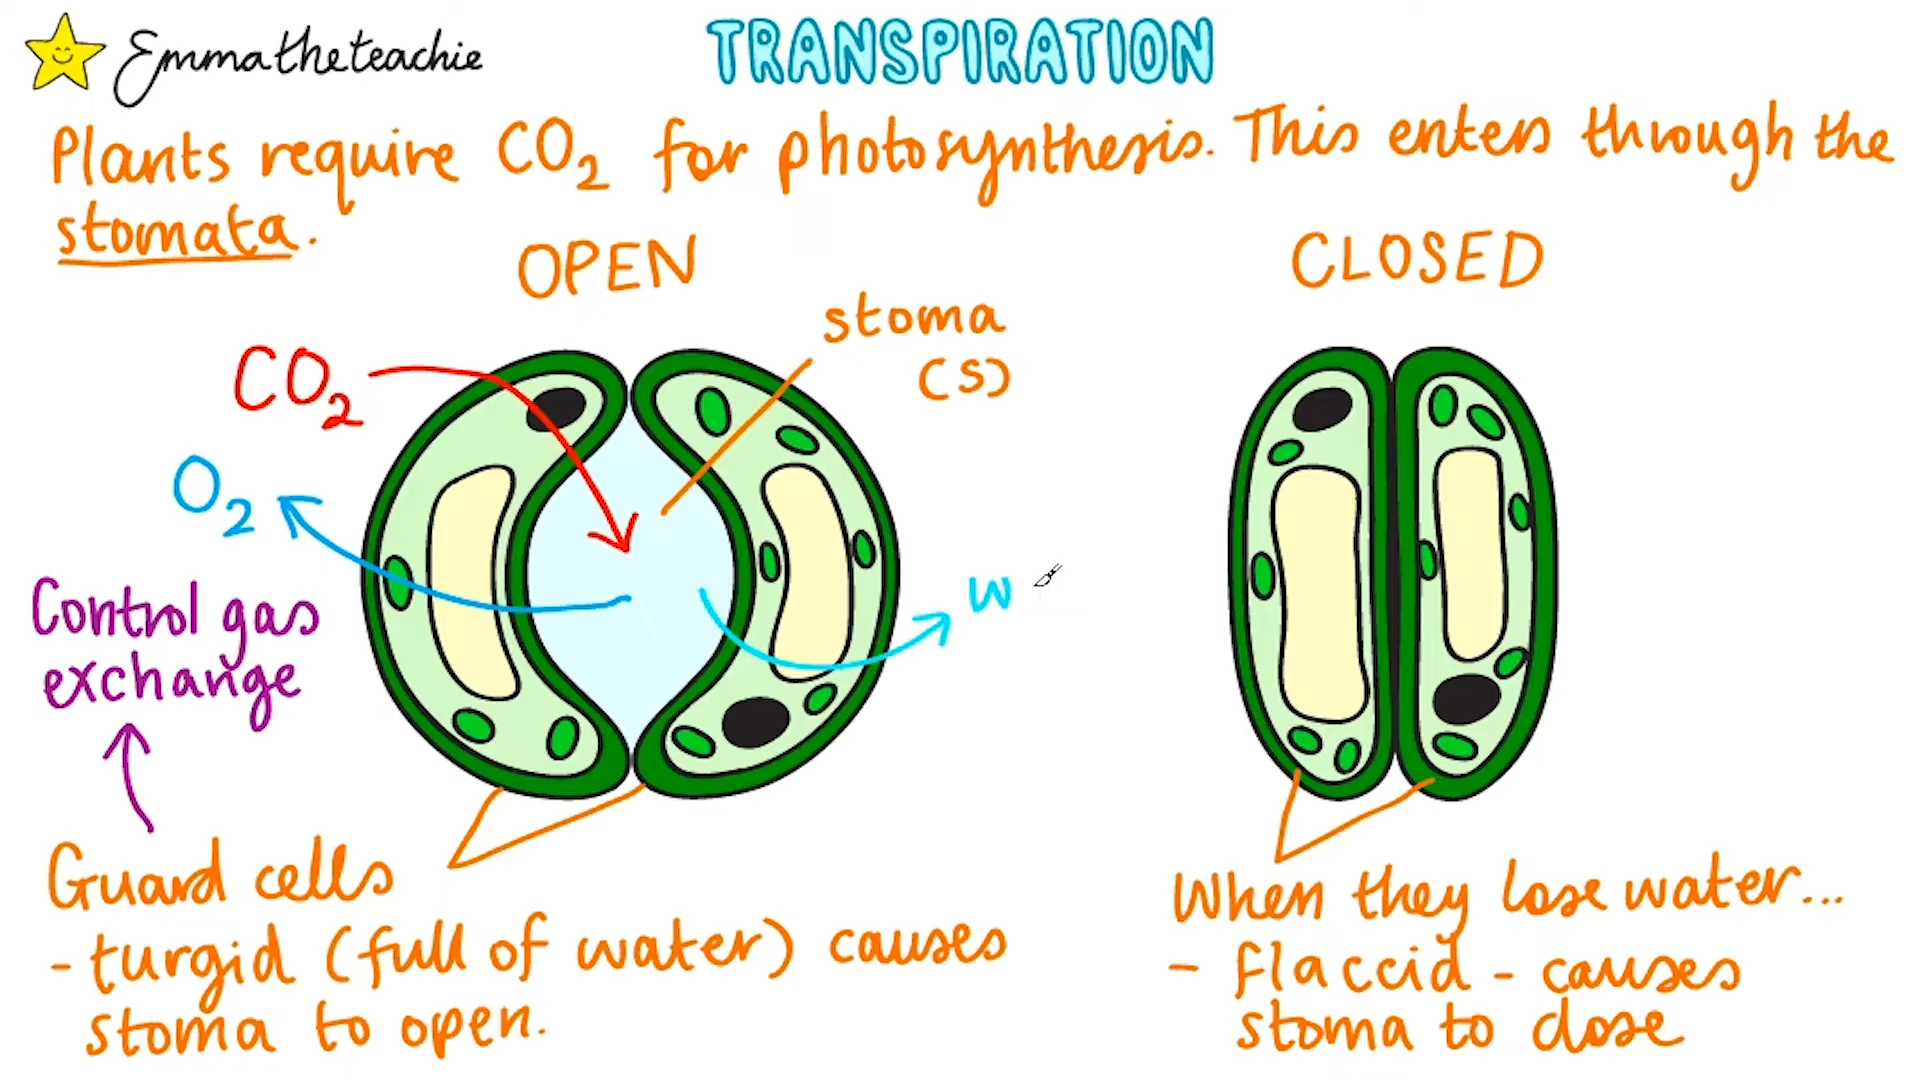 Emmatheteachie
TRANSPIRATION
Plants require CO₂ for photosynthesis. This enters through the
stomata.
OPEN
CLOSED
stoma
(s)
CO₂
O₂
w
Control gas
exchange
Guard cells
- turgid (full of water) causes
stoma to open.
When they lose water...
- flaccid - causes
stoma to close